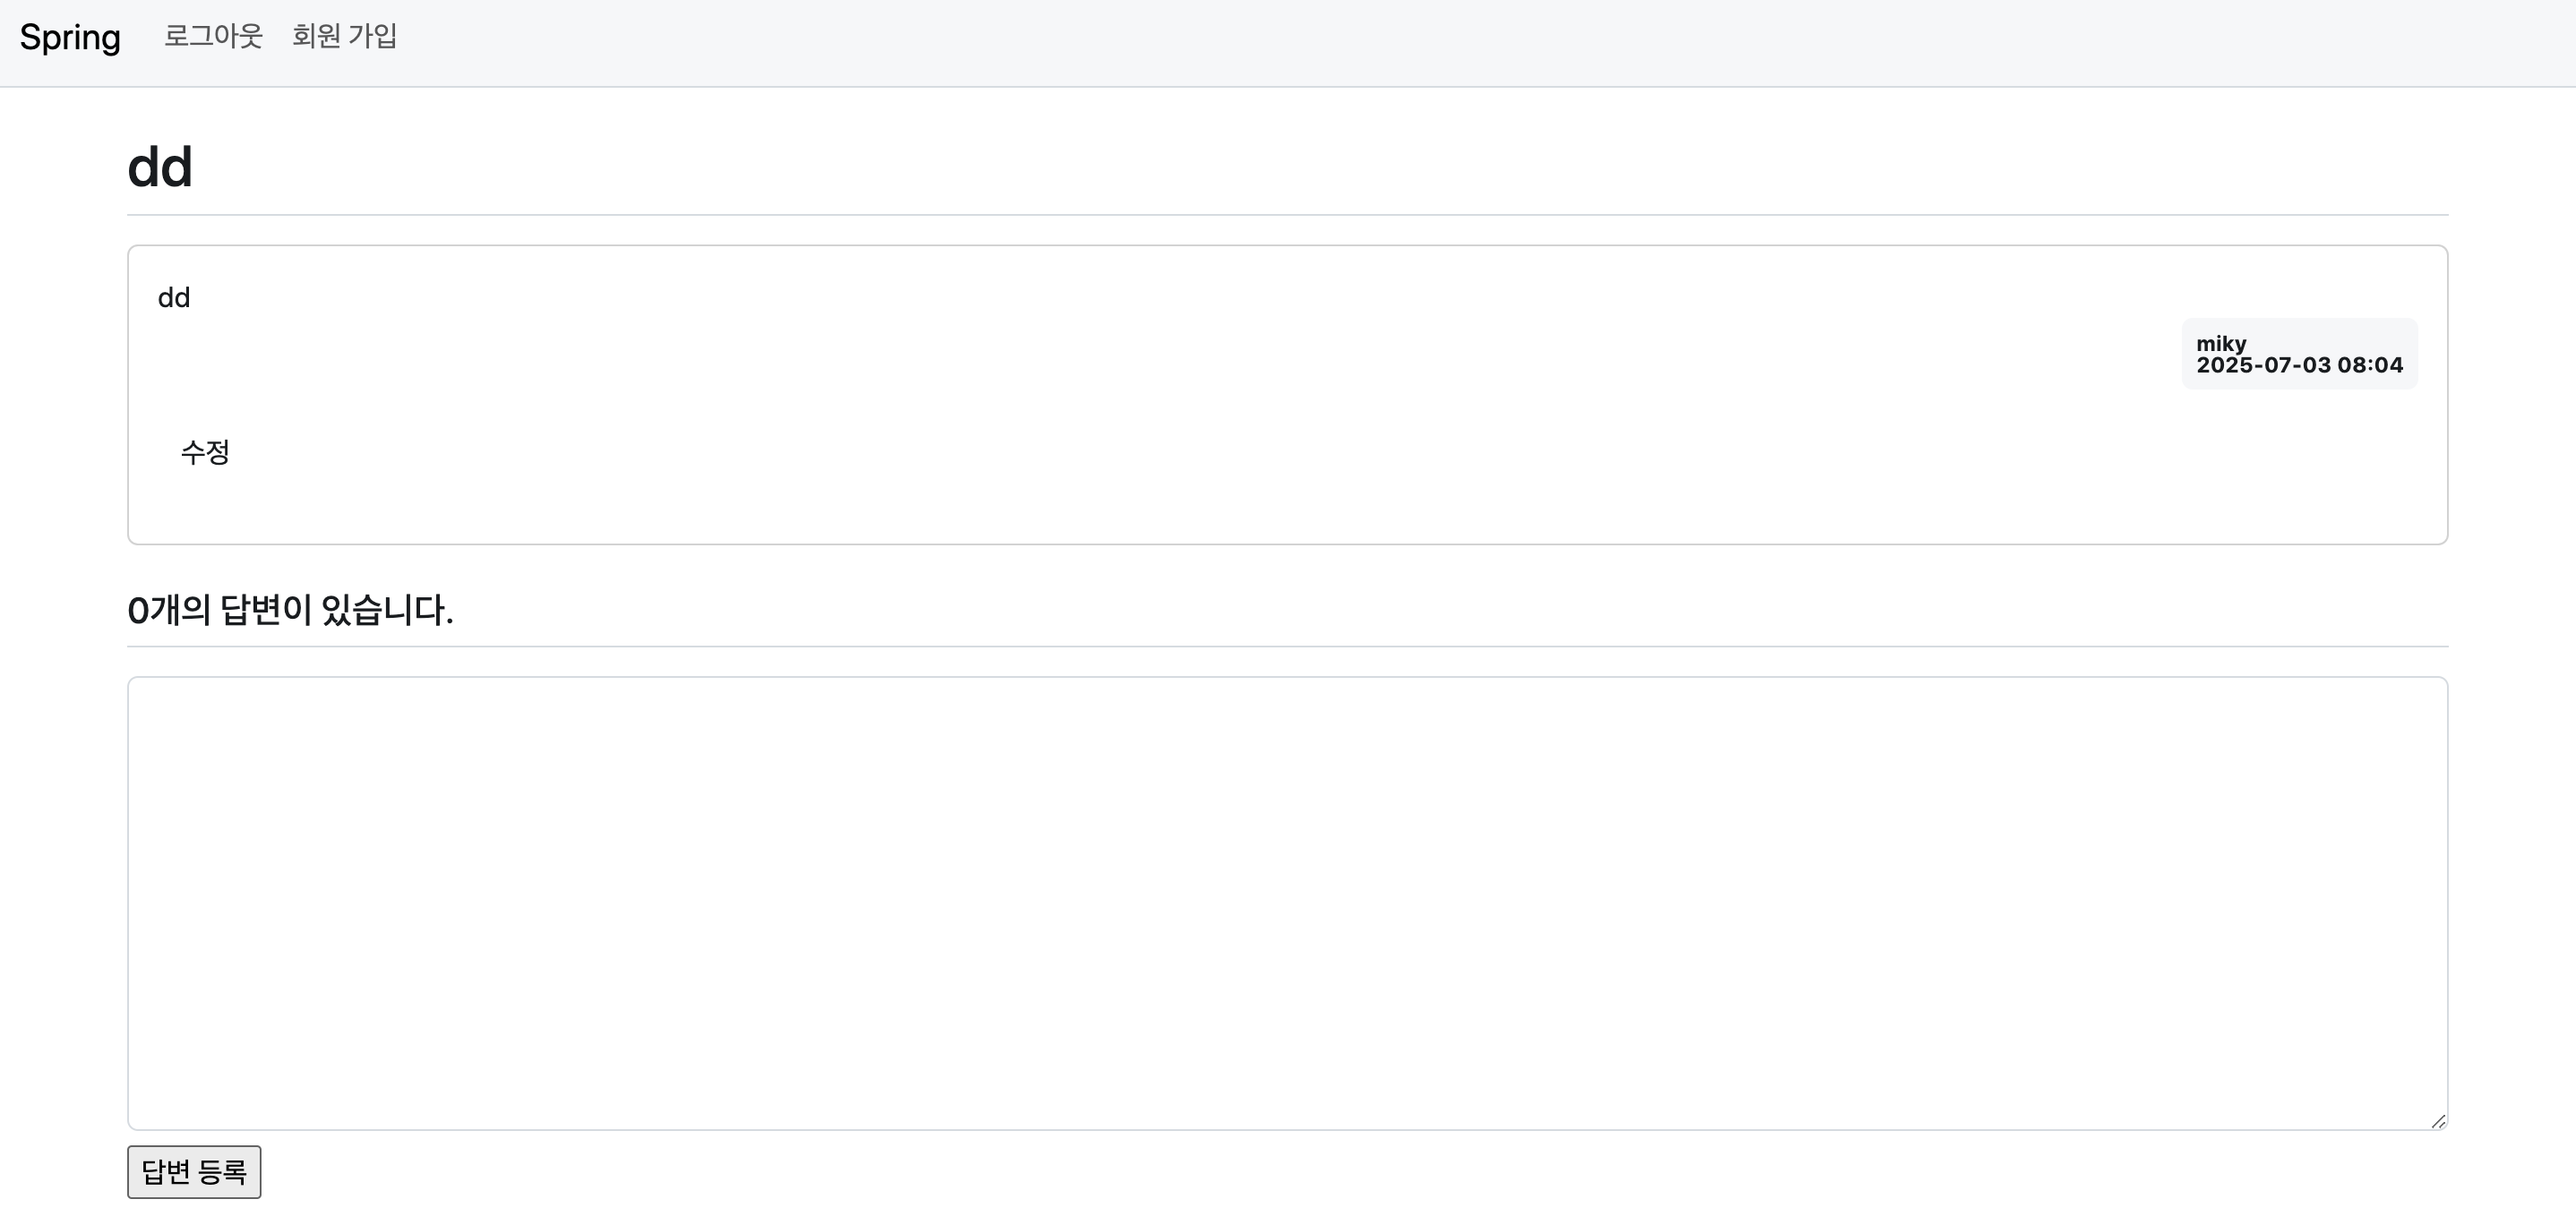 Spring 로그아웃 회원 가입
dd
dd
miky
2025-07-03 08:04
수정
0개의 답변이 있습니다.
답변 등록